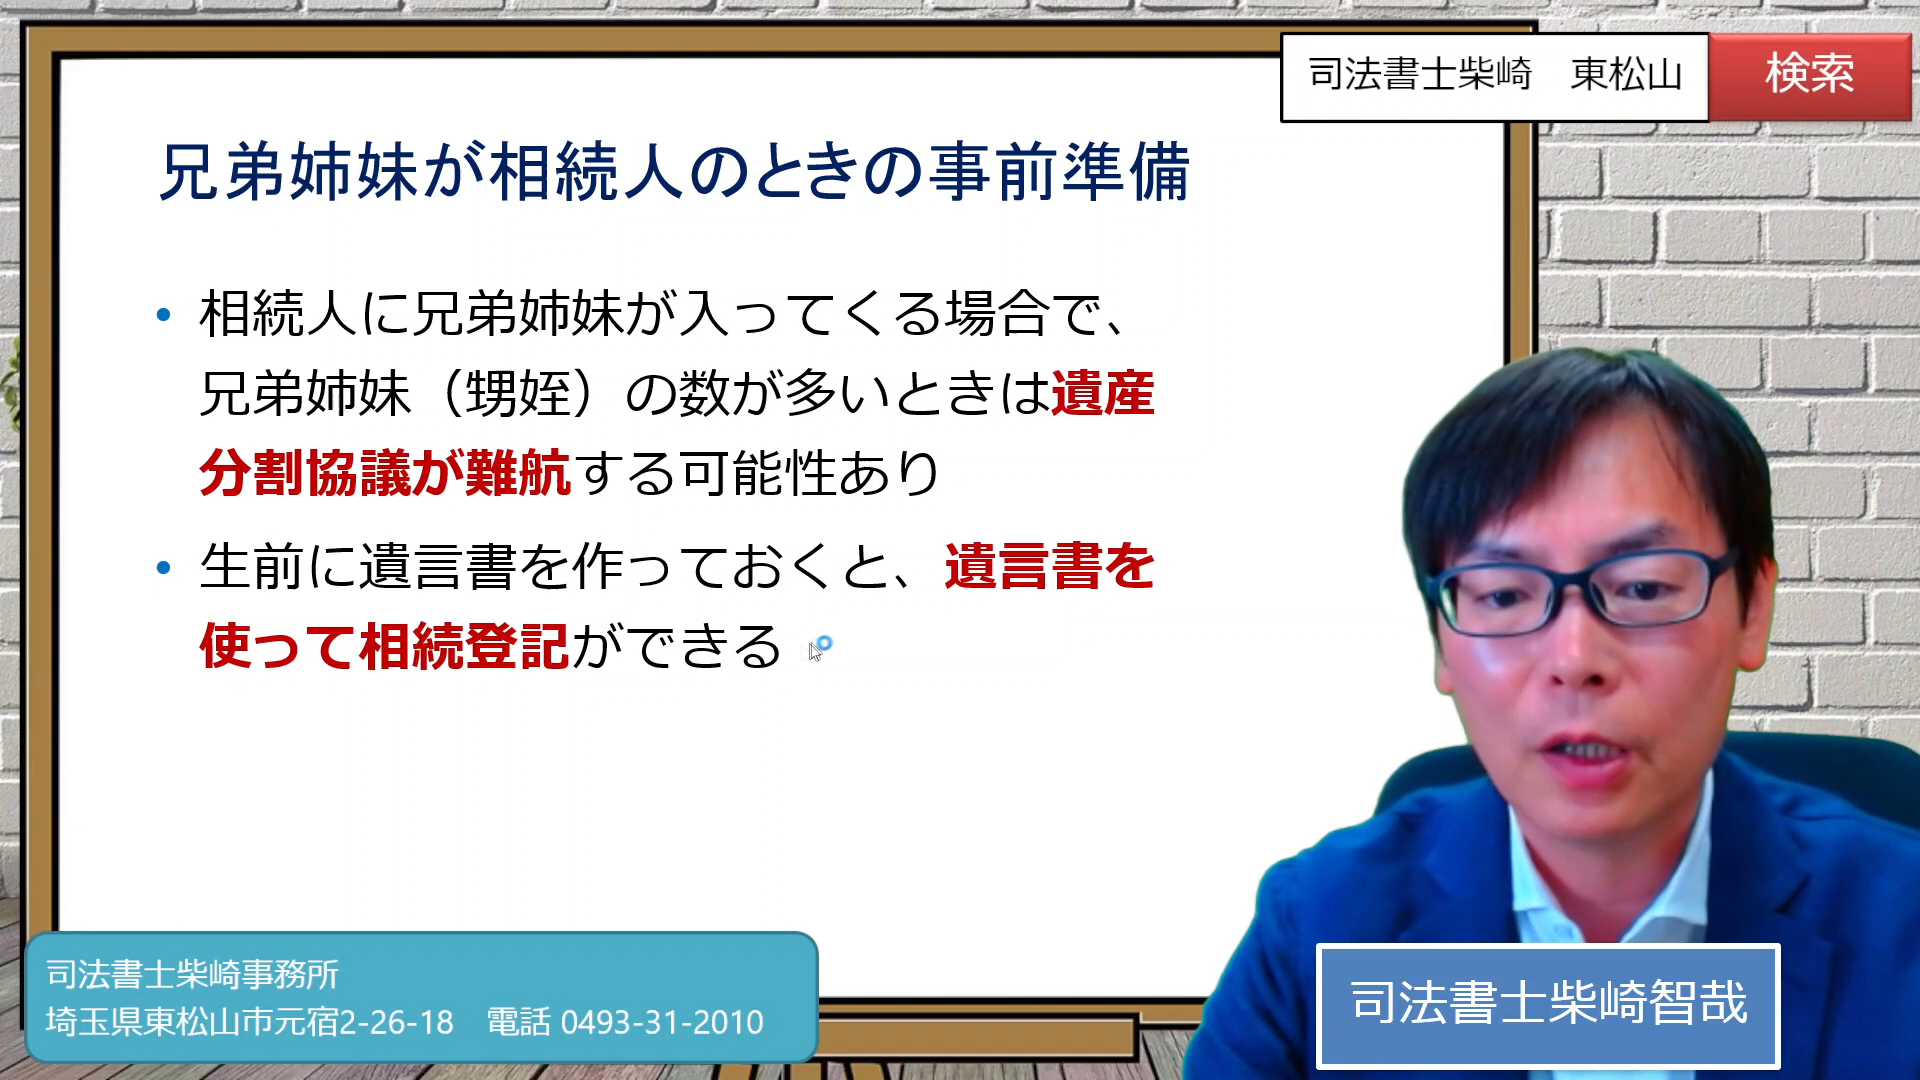 司法書士柴崎　東松山　検索
兄弟姉妹が相続人のときの事前準備
• 相続人に兄弟姉妹が入ってくる場合で、
兄弟姉妹（甥姪）の数が多いときは遺産
分割協議が難航する可能性あり
• 生前に遺言書を作っておくと、遺言書を
使って相続登記ができる
司法書士柴崎事務所
埼玉県東松山市元宿2-26-18　電話 0493-31-2010
司法書士柴崎智哉